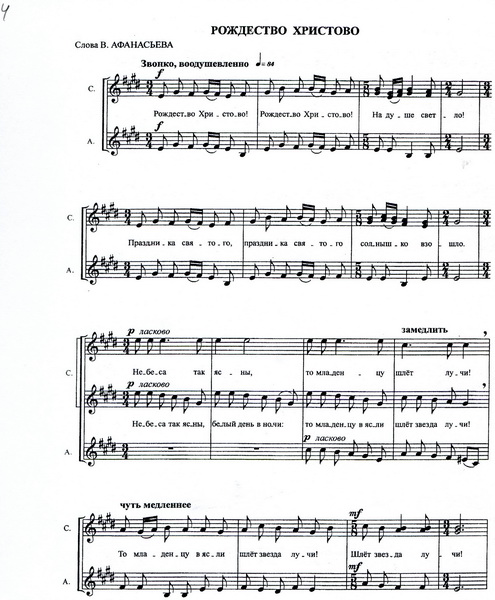 4
РОЖДЕСТВО ХРИСТОВО
Слова В. АФАНАСЬЕВА
Звонко, воодушевленно ♩=84
f
С.
Рождест.во Хри . сто.во! Рождест.во Хри . сто.во! На ду . ше свет . ло!
f
А.
С.
Праздни.ка свя . то.го, праздни.ка свя . то.го сол.ныш.ко взо . шло.
А.
замедлить
p ласково
Не.бе.са так яс . ны, то мла.ден . цу шлёт лу . чи!
С.
p ласково
Не.бе.са так яс.ны, бе.лый день в ночи: то мла.ден.цу в яс.ли шлёт звезда лу . чи!
p ласково
А.
чуть медленнее
mf
С.
То мла . ден . цу в яс . ли шлёт звезда лу . чи! Шлёт звез.да лу . чи!
mf
А.